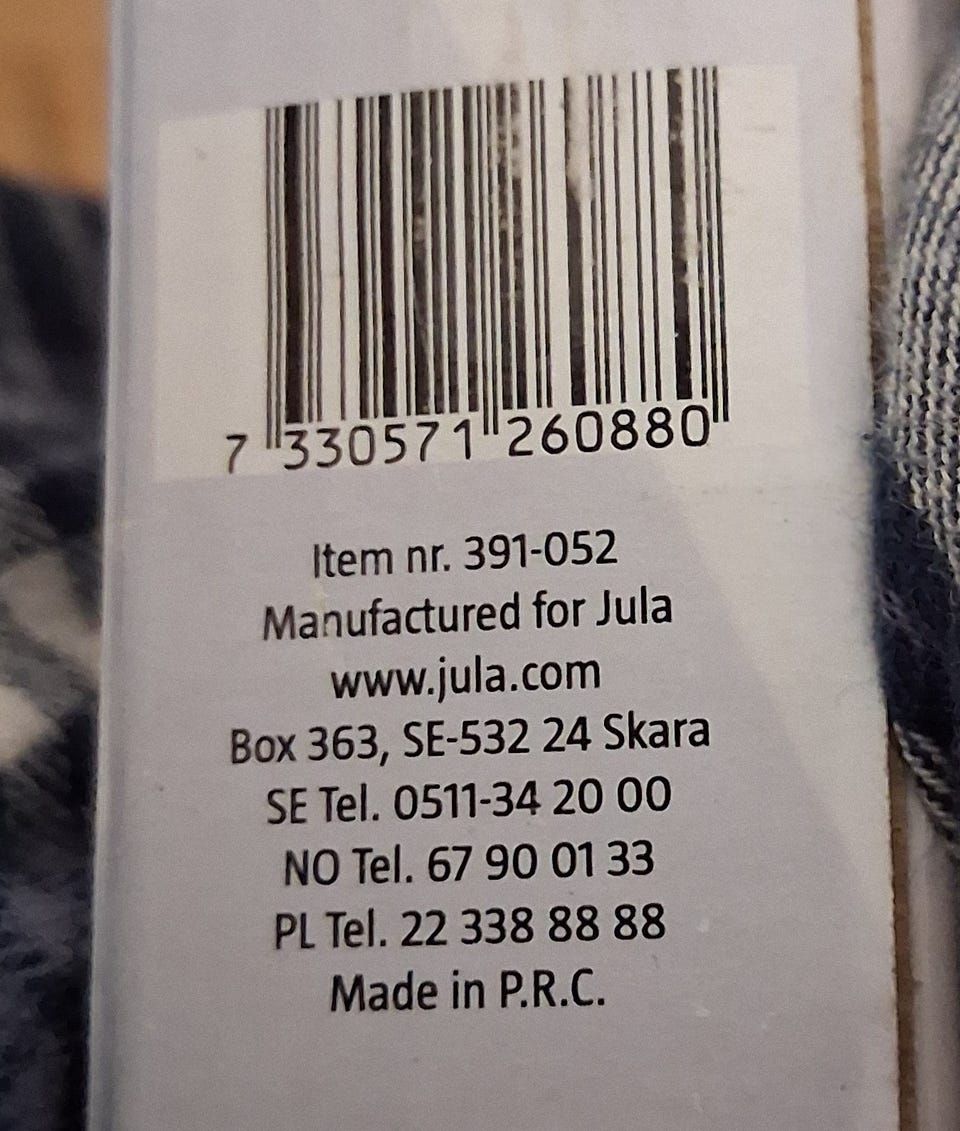 7 330571 260880
Item nr. 391-052
Manufactured for Jula
www.jula.com
Box 363, SE-532 24 Skara
SE Tel. 0511-34 20 00
NO Tel. 67 90 01 33
PL Tel. 22 338 88 88
Made in P.R.C.